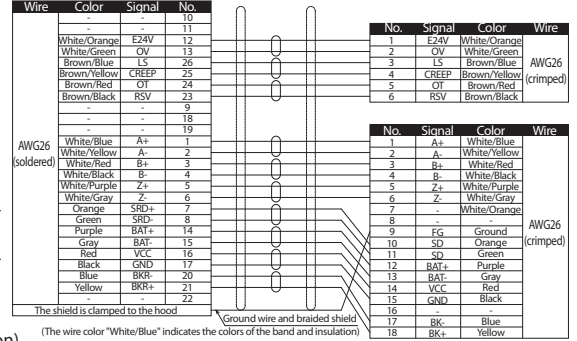 Wire Color Signal No.
- - 10
- - 11
White/Orange E24V 12
White/Green OV 13
Brown/Blue LS 26
Brown/Yellow CREEP 25
Brown/Red OT 24
Brown/Black RSV 23
- - 9
- - 18
- - 19
AWG26 (soldered)
White/Blue A+ 1
White/Yellow A- 2
White/Red B+ 3
White/Black B- 4
White/Purple Z+ 5
White/Gray Z- 6
Orange SRD+ 7
Green SRD- 8
Purple BAT+ 14
Gray BAT- 15
Red VCC 16
Black GND 17
Blue BKR- 20
Yellow BKR+ 21
- - 22
The shield is clamped to the hood
Ground wire and braided shield
(The wire color "White/Blue" indicates the colors of the band and insulation)
on)
No. Signal Color Wire
1 E24V White/Orange
2 OV White/Green
3 LS Brown/Blue
4 CREEP Brown/Yellow
5 OT Brown/Red
6 RSV Brown/Black
AWG26 (crimped)
No. Signal Color Wire
1 A+ White/Blue
2 A- White/Yellow
3 B+ White/Red
4 B- White/Black
5 Z+ White/Purple
6 Z- White/Gray
7 - White/Orange
8 - -
9 FG Ground
10 SD Orange
11 SD Green
12 BAT+ Purple
13 BAT- Gray
14 VCC Red
15 GND Black
16 - -
17 BK- Blue
18 BK+ Yellow
AWG26 (crimped)